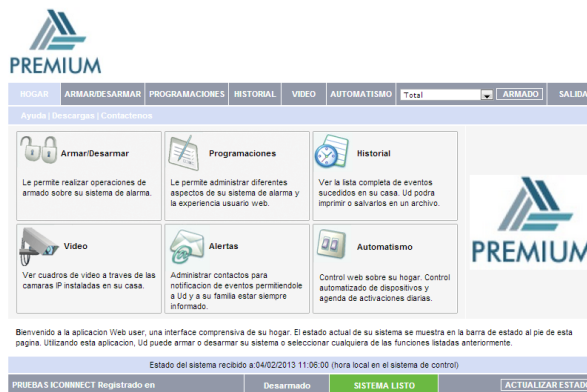 PREMIUM
HOGAR ARMAR/DESARMAR PROGRAMACIONES HISTORIAL VIDEO AUTOMATISMO Total ARMADO SALIDA
Ayuda | Descargas | Contactenos
Armar/Desarmar
Le permite realizar operaciones de
armado sobre su sistema de alarma.
Programaciones
Le permite administrar diferentes
aspectos de su sistema de alarma y
la experiencia usuario web.
Historial
Ver la lista completa de eventos
sucedidos en su casa. Ud podra
imprimir o salvarlos en un archivo.
Video
Ver cuadros de video a traves de las
camaras IP instaladas en su casa.
Alertas
Administrar contactos para
notificacion de eventos permitiendole
a Ud y a su familia estar siempre
informado.
Automatismo
Control web sobre su hogar. Control
automatizado de dispositivos y
agenda de activaciones diarias.
PREMIUM
Bienvenido a la aplicacion Web user, una interface comprensiva de su hogar. El estado actual de su sistema se muestra en la barra de estado al pie de esta
pagina. Utilizando esta aplicacion, Ud puede armar o desarmar su sistema o seleccionar cualquiera de las funciones listadas anteriormente.
Estado del sistema recibido a:04/02/2013 11:06:00 (hora local en el sistema de control)
PRUEBAS ICONNECT Registrado en Desarmado SISTEMA LISTO ACTUALIZAR ESTAD